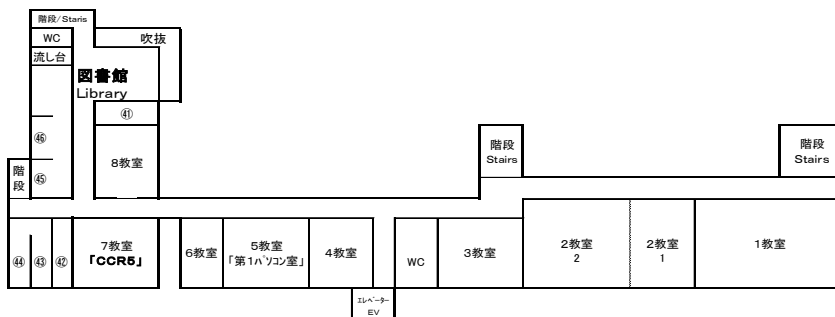 階段/Staris
WC
吹抜
流し台
図書館
Library
㊶
㊻
8教室
階段
㊺
階段
Stairs
階段
Stairs
㊹
㊸
㊷
7教室
「CCR5」
6教室
5教室
「第1パソコン室」
4教室
WC
3教室
2教室
2
2教室
1
1教室
エレベーター
EV